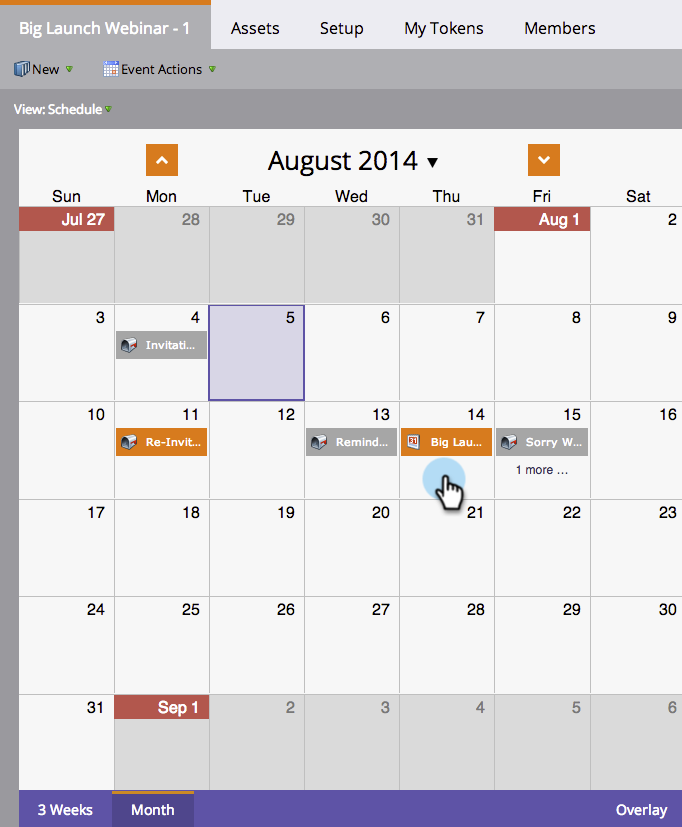 Big Launch Webinar - 1 Assets Setup My Tokens Members
New Event Actions
View: Schedule
August 2014
Sun Mon Tue Wed Thu Fri Sat
Jul 27 28 29 30 31 Aug 1 2
3 4 5 6 7 8 9
Invitati...
10 11 12 13 14 15 16
Re-Invit... Remind... 31 Big Lau... Sorry W...
1 more ...
17 18 19 20 21 22 23
24 25 26 27 28 29 30
31 Sep 1 2 3 4 5 6
3 Weeks Month Overlay